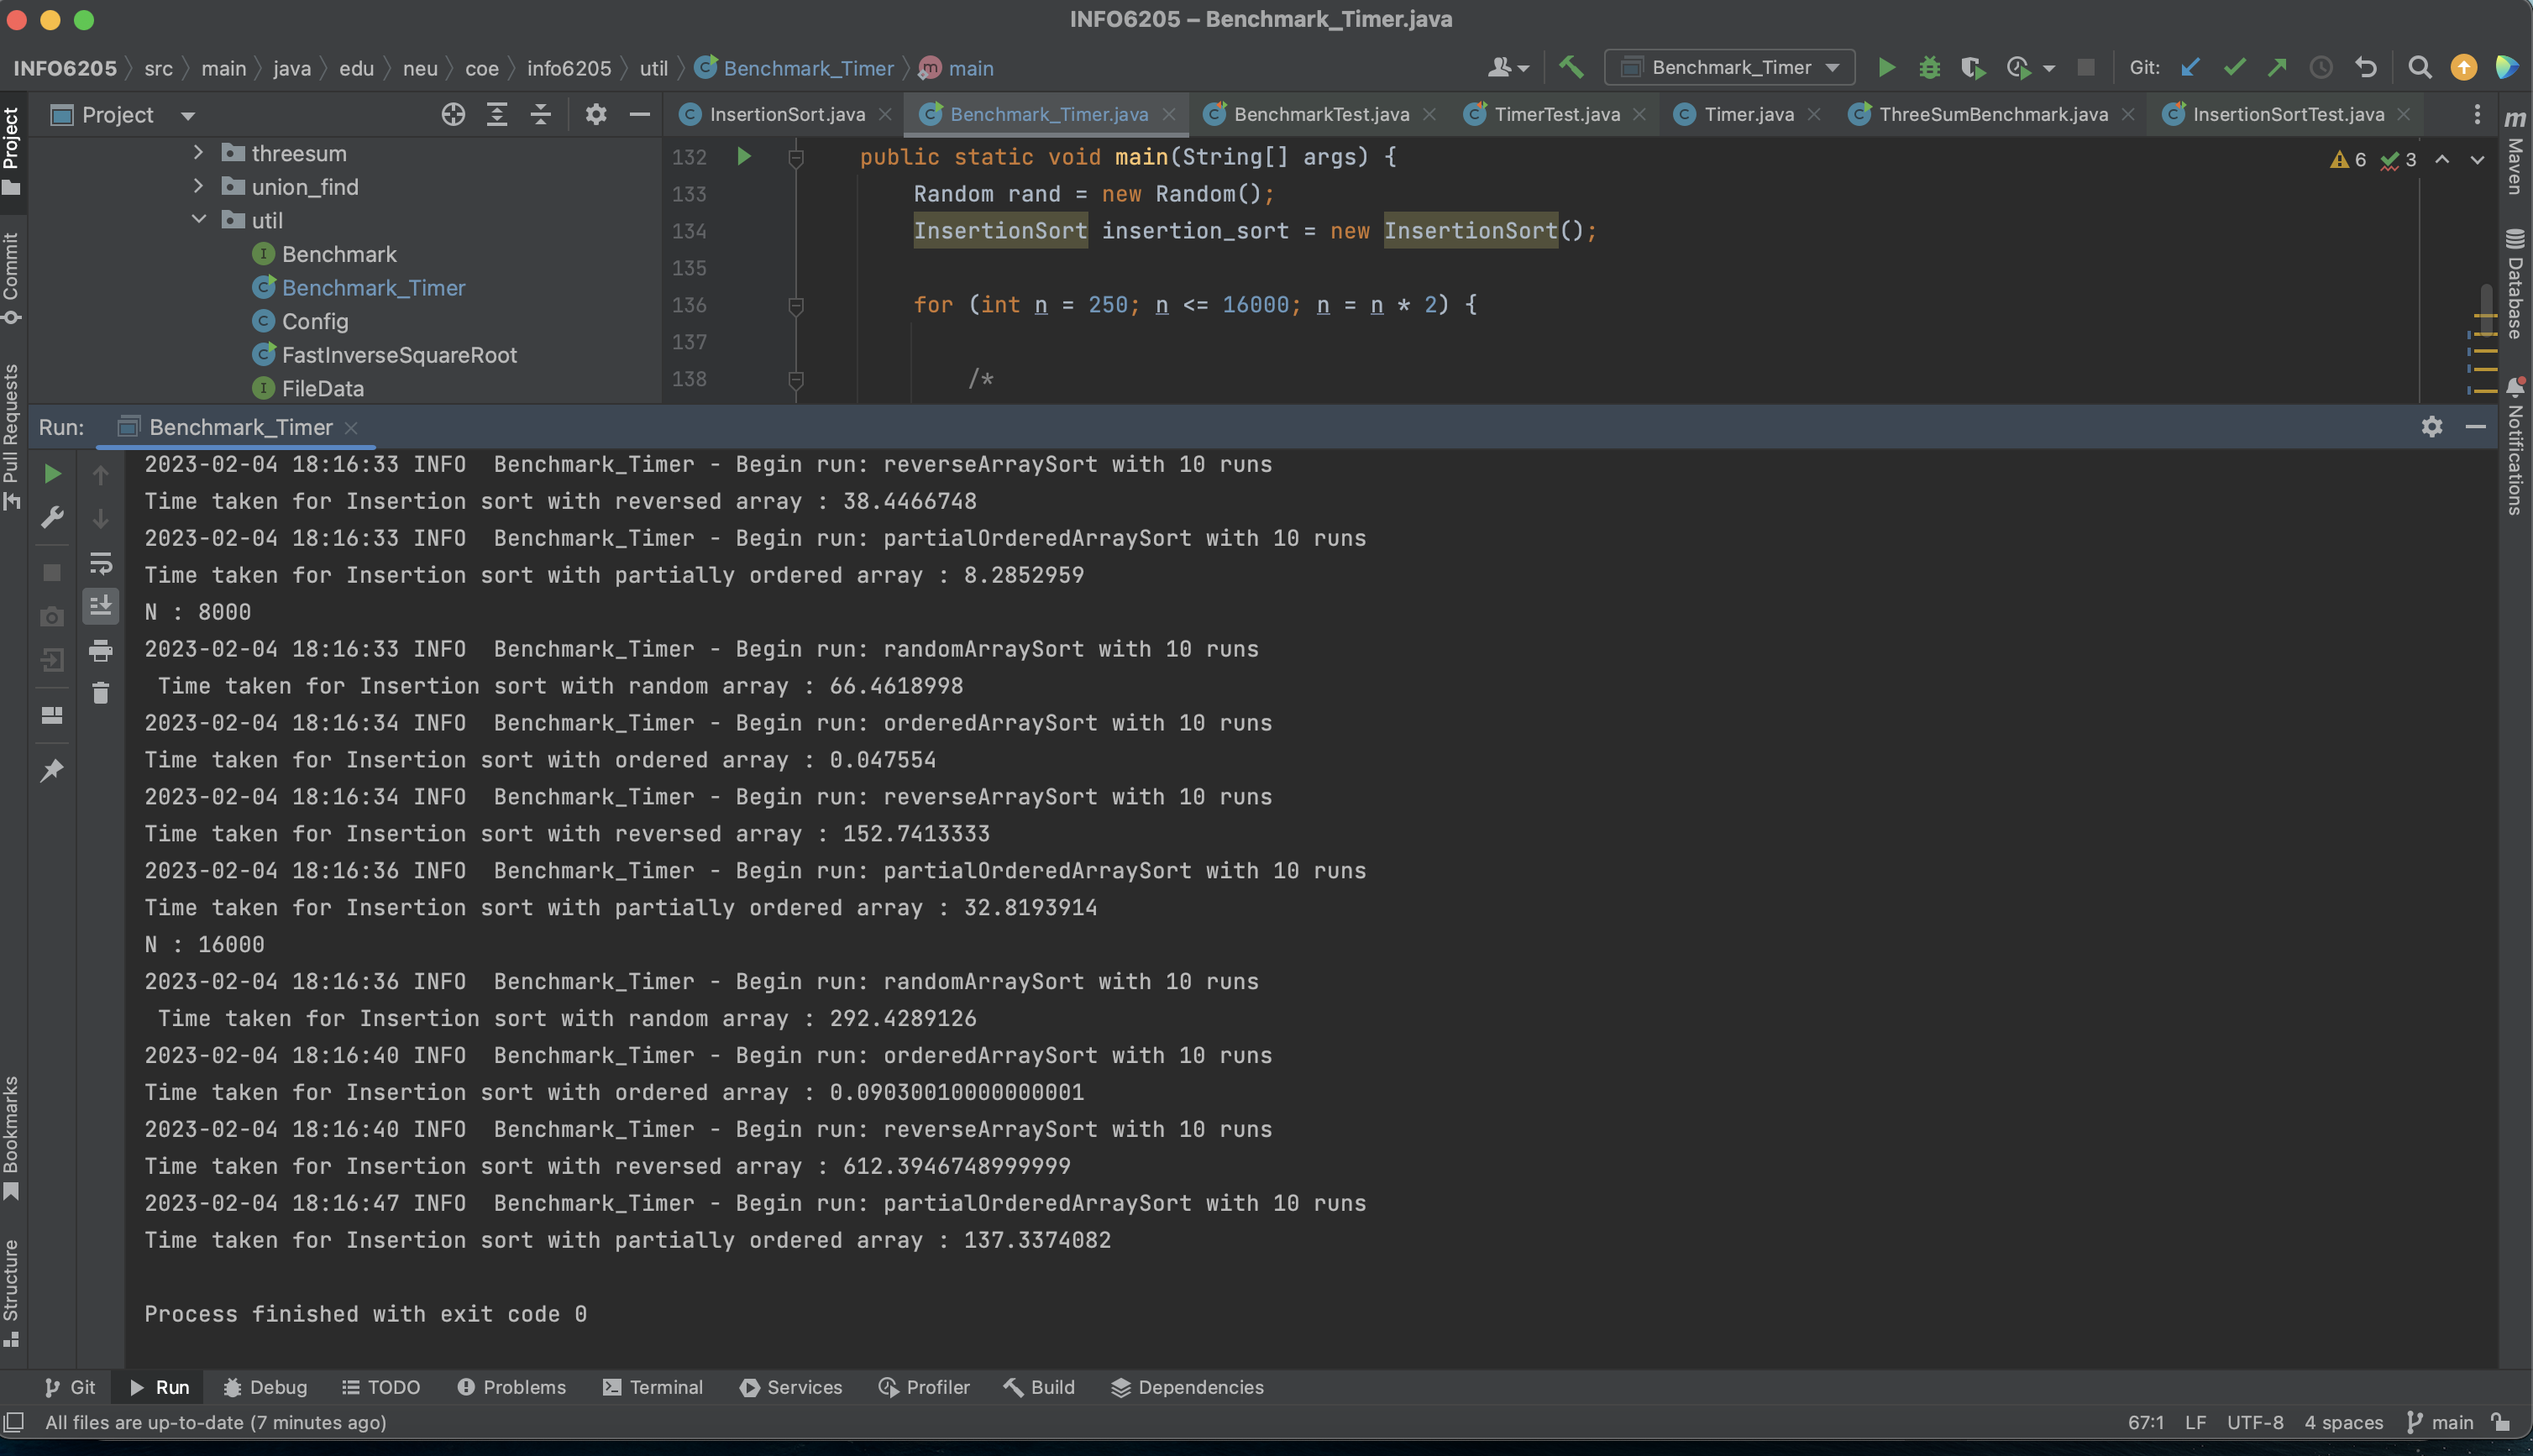 INFO6205 – Benchmark_Timer.java
INFO6205 src main java edu neu coe info6205 util Benchmark_Timer main
Benchmark_Timer
Git:
Project
InsertionSort.java Benchmark_Timer.java BenchmarkTest.java TimerTest.java Timer.java ThreeSumBenchmark.java InsertionSortTest.java
Project
Commit
Pull Requests
Bookmarks
Structure
threesum
union_find
util
Benchmark
Benchmark_Timer
Config
FastInverseSquareRoot
FileData
132 public static void main(String[] args) {
133 Random rand = new Random();
134 InsertionSort insertion_sort = new InsertionSort();
135
136 for (int n = 250; n <= 16000; n = n * 2) {
137
138 /*
6 3
Maven
Database
Notifications
Run: Benchmark_Timer
2023-02-04 18:16:33 INFO  Benchmark_Timer - Begin run: reverseArraySort with 10 runs
Time taken for Insertion sort with reversed array : 38.4466748
2023-02-04 18:16:33 INFO  Benchmark_Timer - Begin run: partialOrderedArraySort with 10 runs
Time taken for Insertion sort with partially ordered array : 8.2852959
N : 8000
2023-02-04 18:16:33 INFO  Benchmark_Timer - Begin run: randomArraySort with 10 runs
 Time taken for Insertion sort with random array : 66.4618998
2023-02-04 18:16:34 INFO  Benchmark_Timer - Begin run: orderedArraySort with 10 runs
Time taken for Insertion sort with ordered array : 0.047554
2023-02-04 18:16:34 INFO  Benchmark_Timer - Begin run: reverseArraySort with 10 runs
Time taken for Insertion sort with reversed array : 152.7413333
2023-02-04 18:16:36 INFO  Benchmark_Timer - Begin run: partialOrderedArraySort with 10 runs
Time taken for Insertion sort with partially ordered array : 32.8193914
N : 16000
2023-02-04 18:16:36 INFO  Benchmark_Timer - Begin run: randomArraySort with 10 runs
 Time taken for Insertion sort with random array : 292.4289126
2023-02-04 18:16:40 INFO  Benchmark_Timer - Begin run: orderedArraySort with 10 runs
Time taken for Insertion sort with ordered array : 0.09030010000000001
2023-02-04 18:16:40 INFO  Benchmark_Timer - Begin run: reverseArraySort with 10 runs
Time taken for Insertion sort with reversed array : 612.3946748999999
2023-02-04 18:16:47 INFO  Benchmark_Timer - Begin run: partialOrderedArraySort with 10 runs
Time taken for Insertion sort with partially ordered array : 137.3374082
Process finished with exit code 0
Git Run Debug TODO Problems Terminal Services Profiler Build Dependencies
All files are up-to-date (7 minutes ago)
67:1 LF UTF-8 4 spaces main